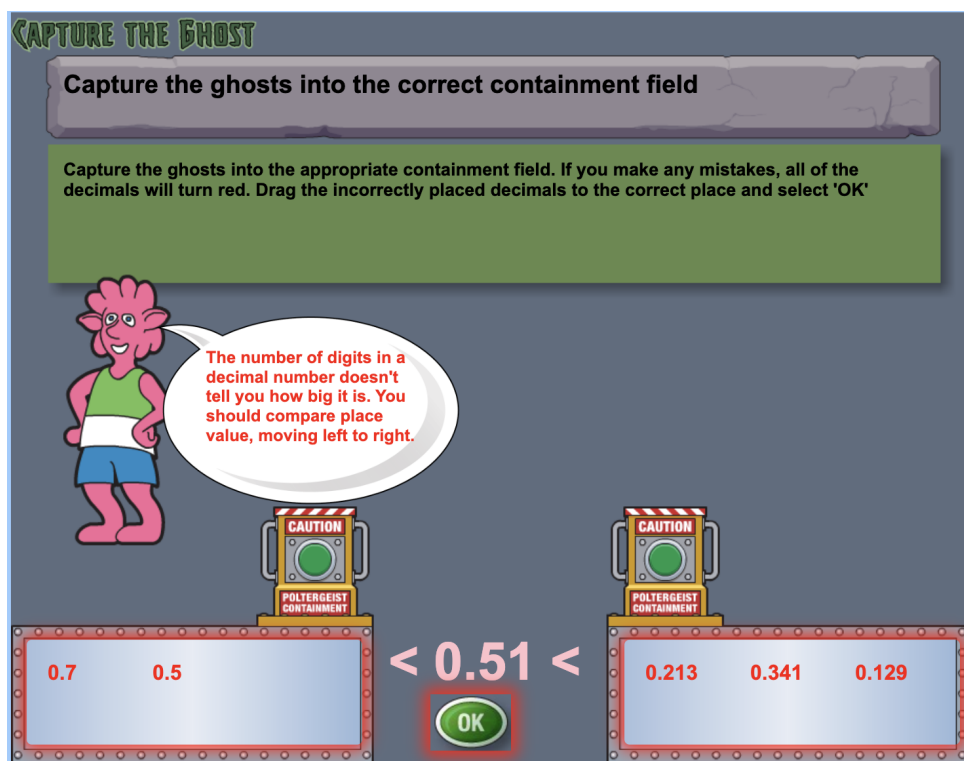 CAPTURE THE GHOST
Capture the ghosts into the correct containment field
Capture the ghosts into the appropriate containment field. If you make any mistakes, all of the
decimals will turn red. Drag the incorrectly placed decimals to the correct place and select 'OK'
The number of digits in a
decimal number doesn't
tell you how big it is. You
should compare place
value, moving left to right.
CAUTION
POLTERGEIST
CONTAINMENT
CAUTION
POLTERGEIST
CONTAINMENT
0.7 0.5
< 0.51 <
0.213 0.341 0.129
OK